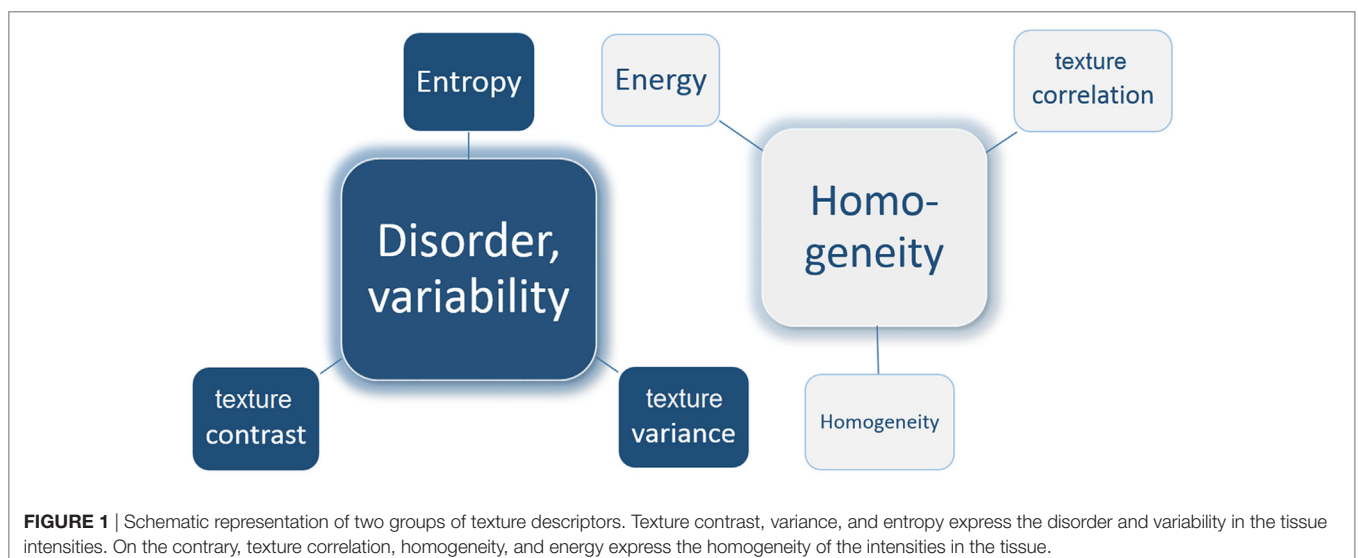 Entropy
Energy
texture
correlation
Disorder,
variability
Homo-
geneity
texture
contrast
texture
variance
Homogeneity
FIGURE 1 | Schematic representation of two groups of texture descriptors. Texture contrast, variance, and entropy express the disorder and variability in the tissue
intensities. On the contrary, texture correlation, homogeneity, and energy express the homogeneity of the intensities in the tissue.